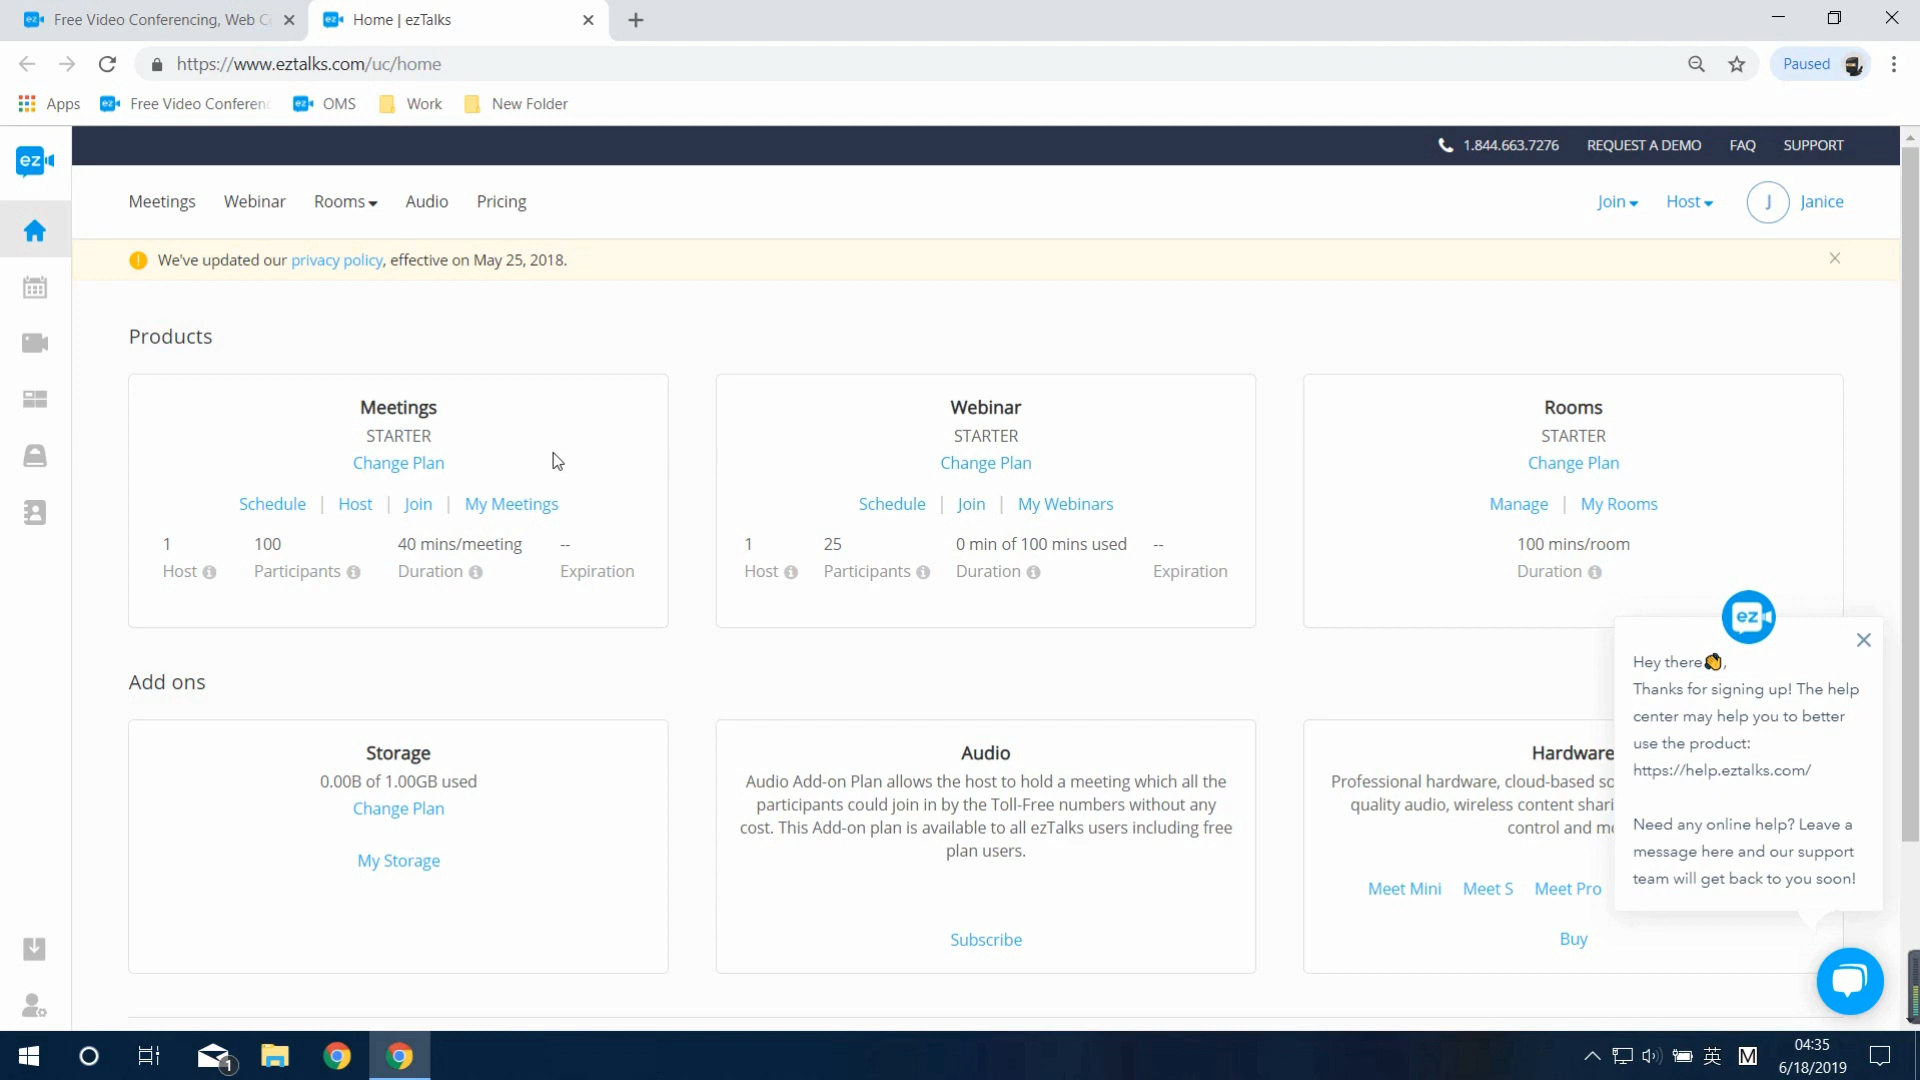 Free Video Conferencing, Web C
Home | ezTalks
https://www.eztalks.com/uc/home
Paused
Apps
Free Video Conferenc
OMS
Work
New Folder
ez
1.844.663.7276
REQUEST A DEMO
FAQ
SUPPORT
Meetings
Webinar
Rooms
Audio
Pricing
Join
Host
J
Janice
We've updated our privacy policy, effective on May 25, 2018.
Products
Meetings
STARTER
Change Plan
Schedule | Host | Join | My Meetings
1 100 40 mins/meeting --
Host Participants Duration Expiration
Webinar
STARTER
Change Plan
Schedule | Join | My Webinars
1 25 0 min of 100 mins used --
Host Participants Duration Expiration
Rooms
STARTER
Change Plan
Manage | My Rooms
100 mins/room
Duration
Add ons
Storage
0.00B of 1.00GB used
Change Plan
My Storage
Audio
Audio Add-on Plan allows the host to hold a meeting which all the
participants could join in by the Toll-Free numbers without any
cost. This Add-on plan is available to all ezTalks users including free
plan users.
Subscribe
Hardware
Professional hardware, cloud-based so
quality audio, wireless content shari
control and mo
Meet Mini Meet S Meet Pro
Buy
ez
Hey there👋,
Thanks for signing up! The help
center may help you to better
use the product:
https://help.eztalks.com/
Need any online help? Leave a
message here and our support
team will get back to you soon!
1
英
M
04:35
6/18/2019